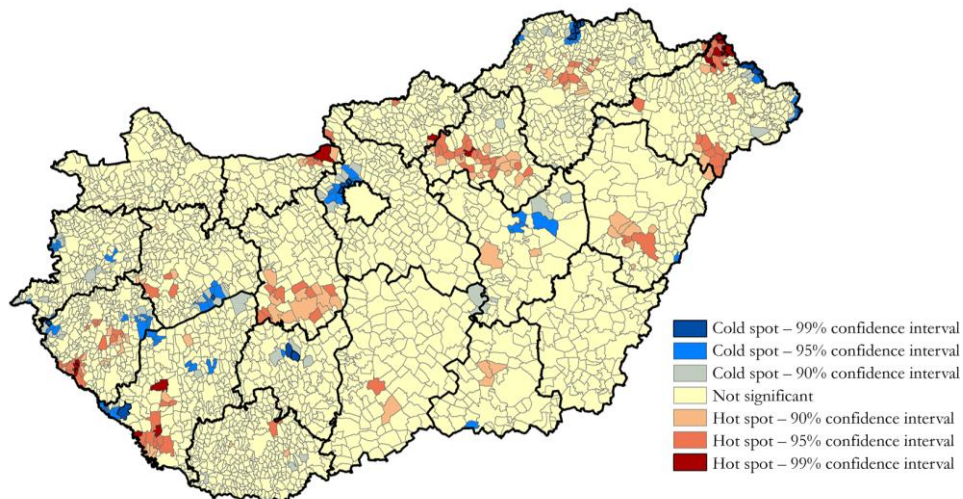 Cold spot – 99% confidence interval
Cold spot – 95% confidence interval
Cold spot – 90% confidence interval
Not significant
Hot spot – 90% confidence interval
Hot spot – 95% confidence interval
Hot spot – 99% confidence interval